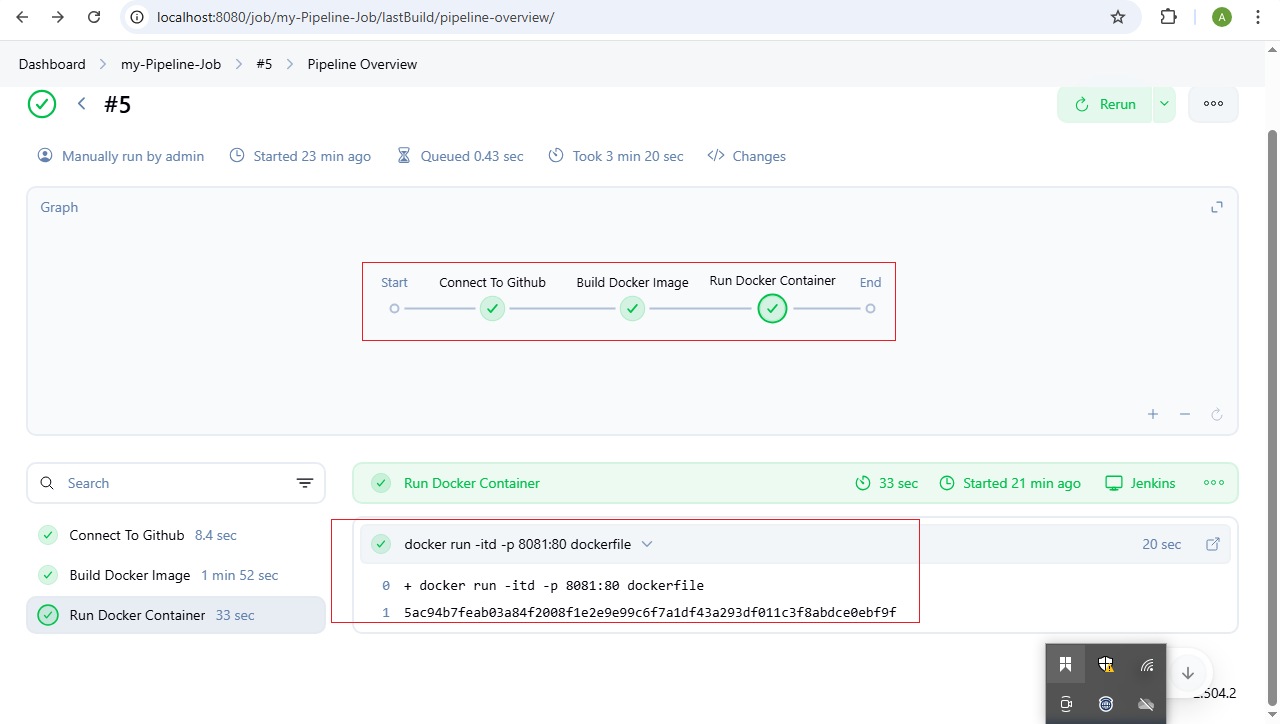 localhost:8080/job/my-Pipeline-Job/lastBuild/pipeline-overview/
A
Dashboard my-Pipeline-Job #5 Pipeline Overview
#5
Rerun
Manually run by admin Started 23 min ago Queued 0.43 sec Took 3 min 20 sec Changes
Graph
Start Connect To Github Build Docker Image Run Docker Container End
Search
Run Docker Container 33 sec Started 21 min ago Jenkins
Connect To Github 8.4 sec
docker run -itd -p 8081:80 dockerfile 20 sec
Build Docker Image 1 min 52 sec
0 + docker run -itd -p 8081:80 dockerfile
Run Docker Container 33 sec
1 5ac94b7feab03a84f2008f1e2e9e99c6f7a1df43a293df011c3f8abdce0ebf9f
.504.2